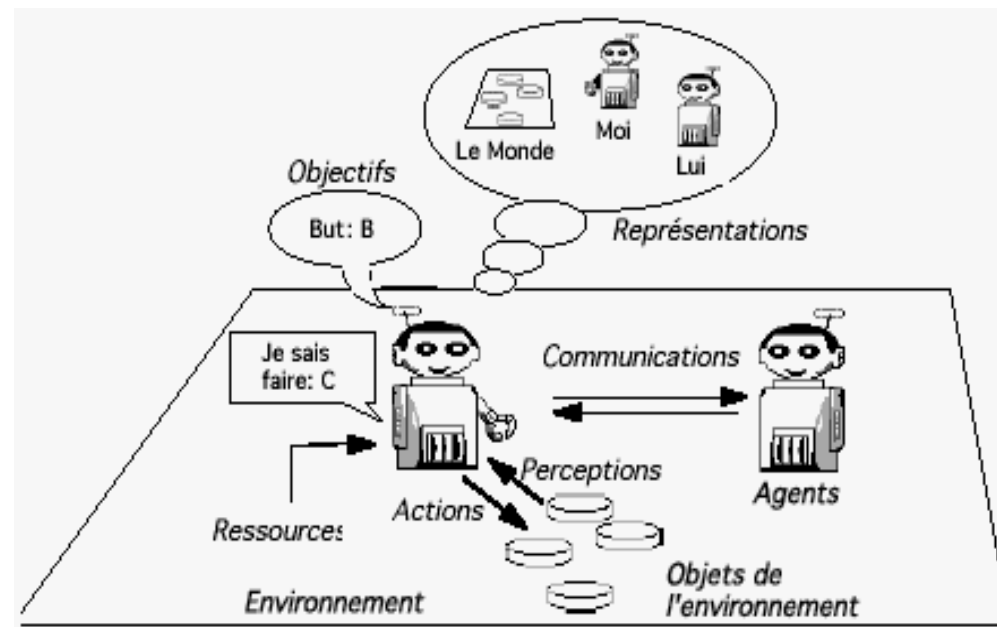 Le Monde
Moi
Lui
Objectifs
But: B
Représentations
Je sais
faire: C
Communications
Perceptions
Actions
Agents
Ressources
Objets de
l'environnement
Environnement